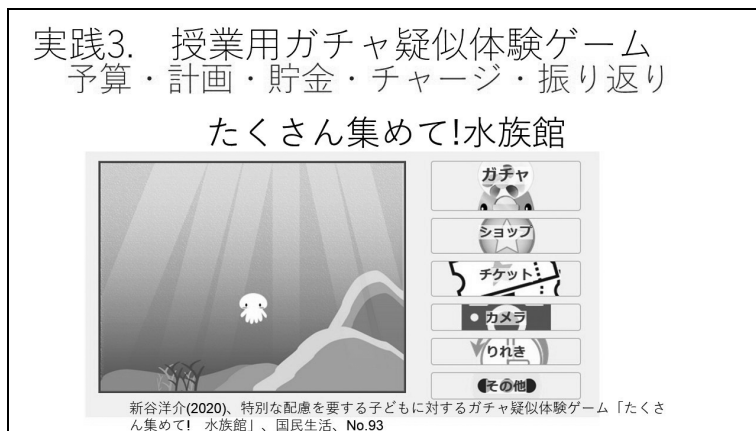 実践3.　授業用ガチャ疑似体験ゲーム
予算・計画・貯金・チャージ・振り返り
たくさん集めて!水族館
ガチャ
ショップ
チケット
カメラ
りれき
その他
新谷洋介(2020)、特別な配慮を要する子どもに対するガチャ疑似体験ゲーム「たくさ
ん集めて!　水族館」、国民生活、No.93